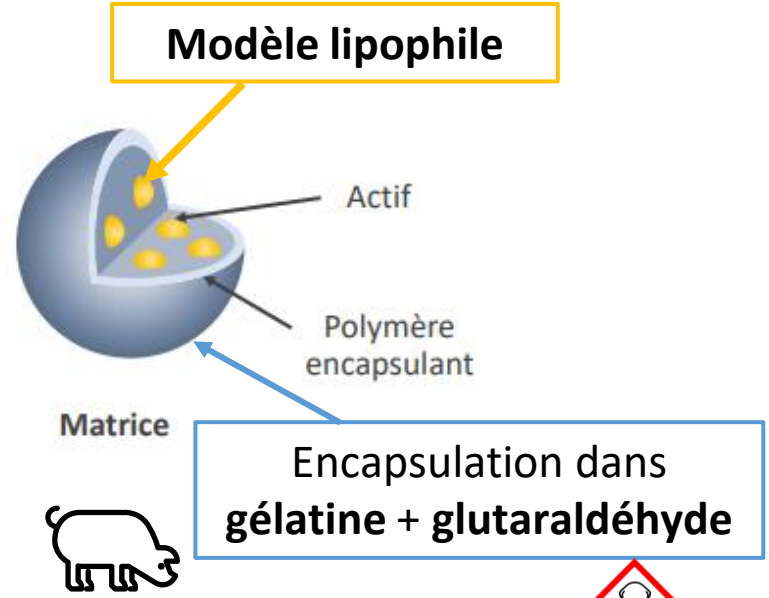 Modèle lipophile
Actif
Polymère
encapsulant
Matrice
Encapsulation dans
gélatine + glutaraldéhyde